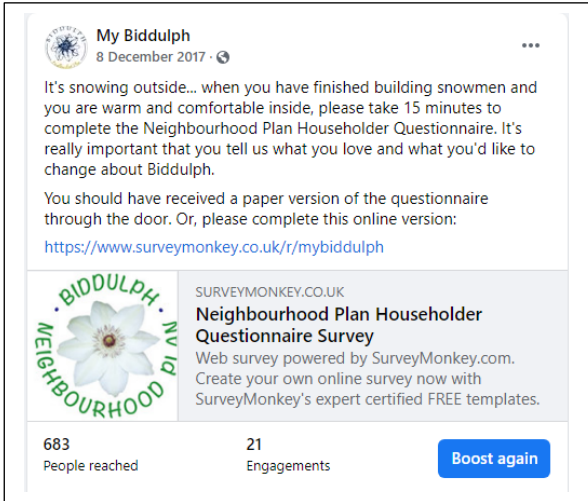 My Biddulph
8 December 2017 ·
It's snowing outside... when you have finished building snowmen and
you are warm and comfortable inside, please take 15 minutes to
complete the Neighbourhood Plan Householder Questionnaire. It's
really important that you tell us what you love and what you'd like to
change about Biddulph.
You should have received a paper version of the questionnaire
through the door. Or, please complete this online version:
https://www.surveymonkey.co.uk/r/mybiddulph
· BIDDULPH ·
NEIGHBOURHOOD
SURVEYMONKEY.CO.UK
Neighbourhood Plan Householder
Questionnaire Survey
Web survey powered by SurveyMonkey.com.
Create your own online survey now with
SurveyMonkey's expert certified FREE templates.
683
People reached
21
Engagements
Boost again